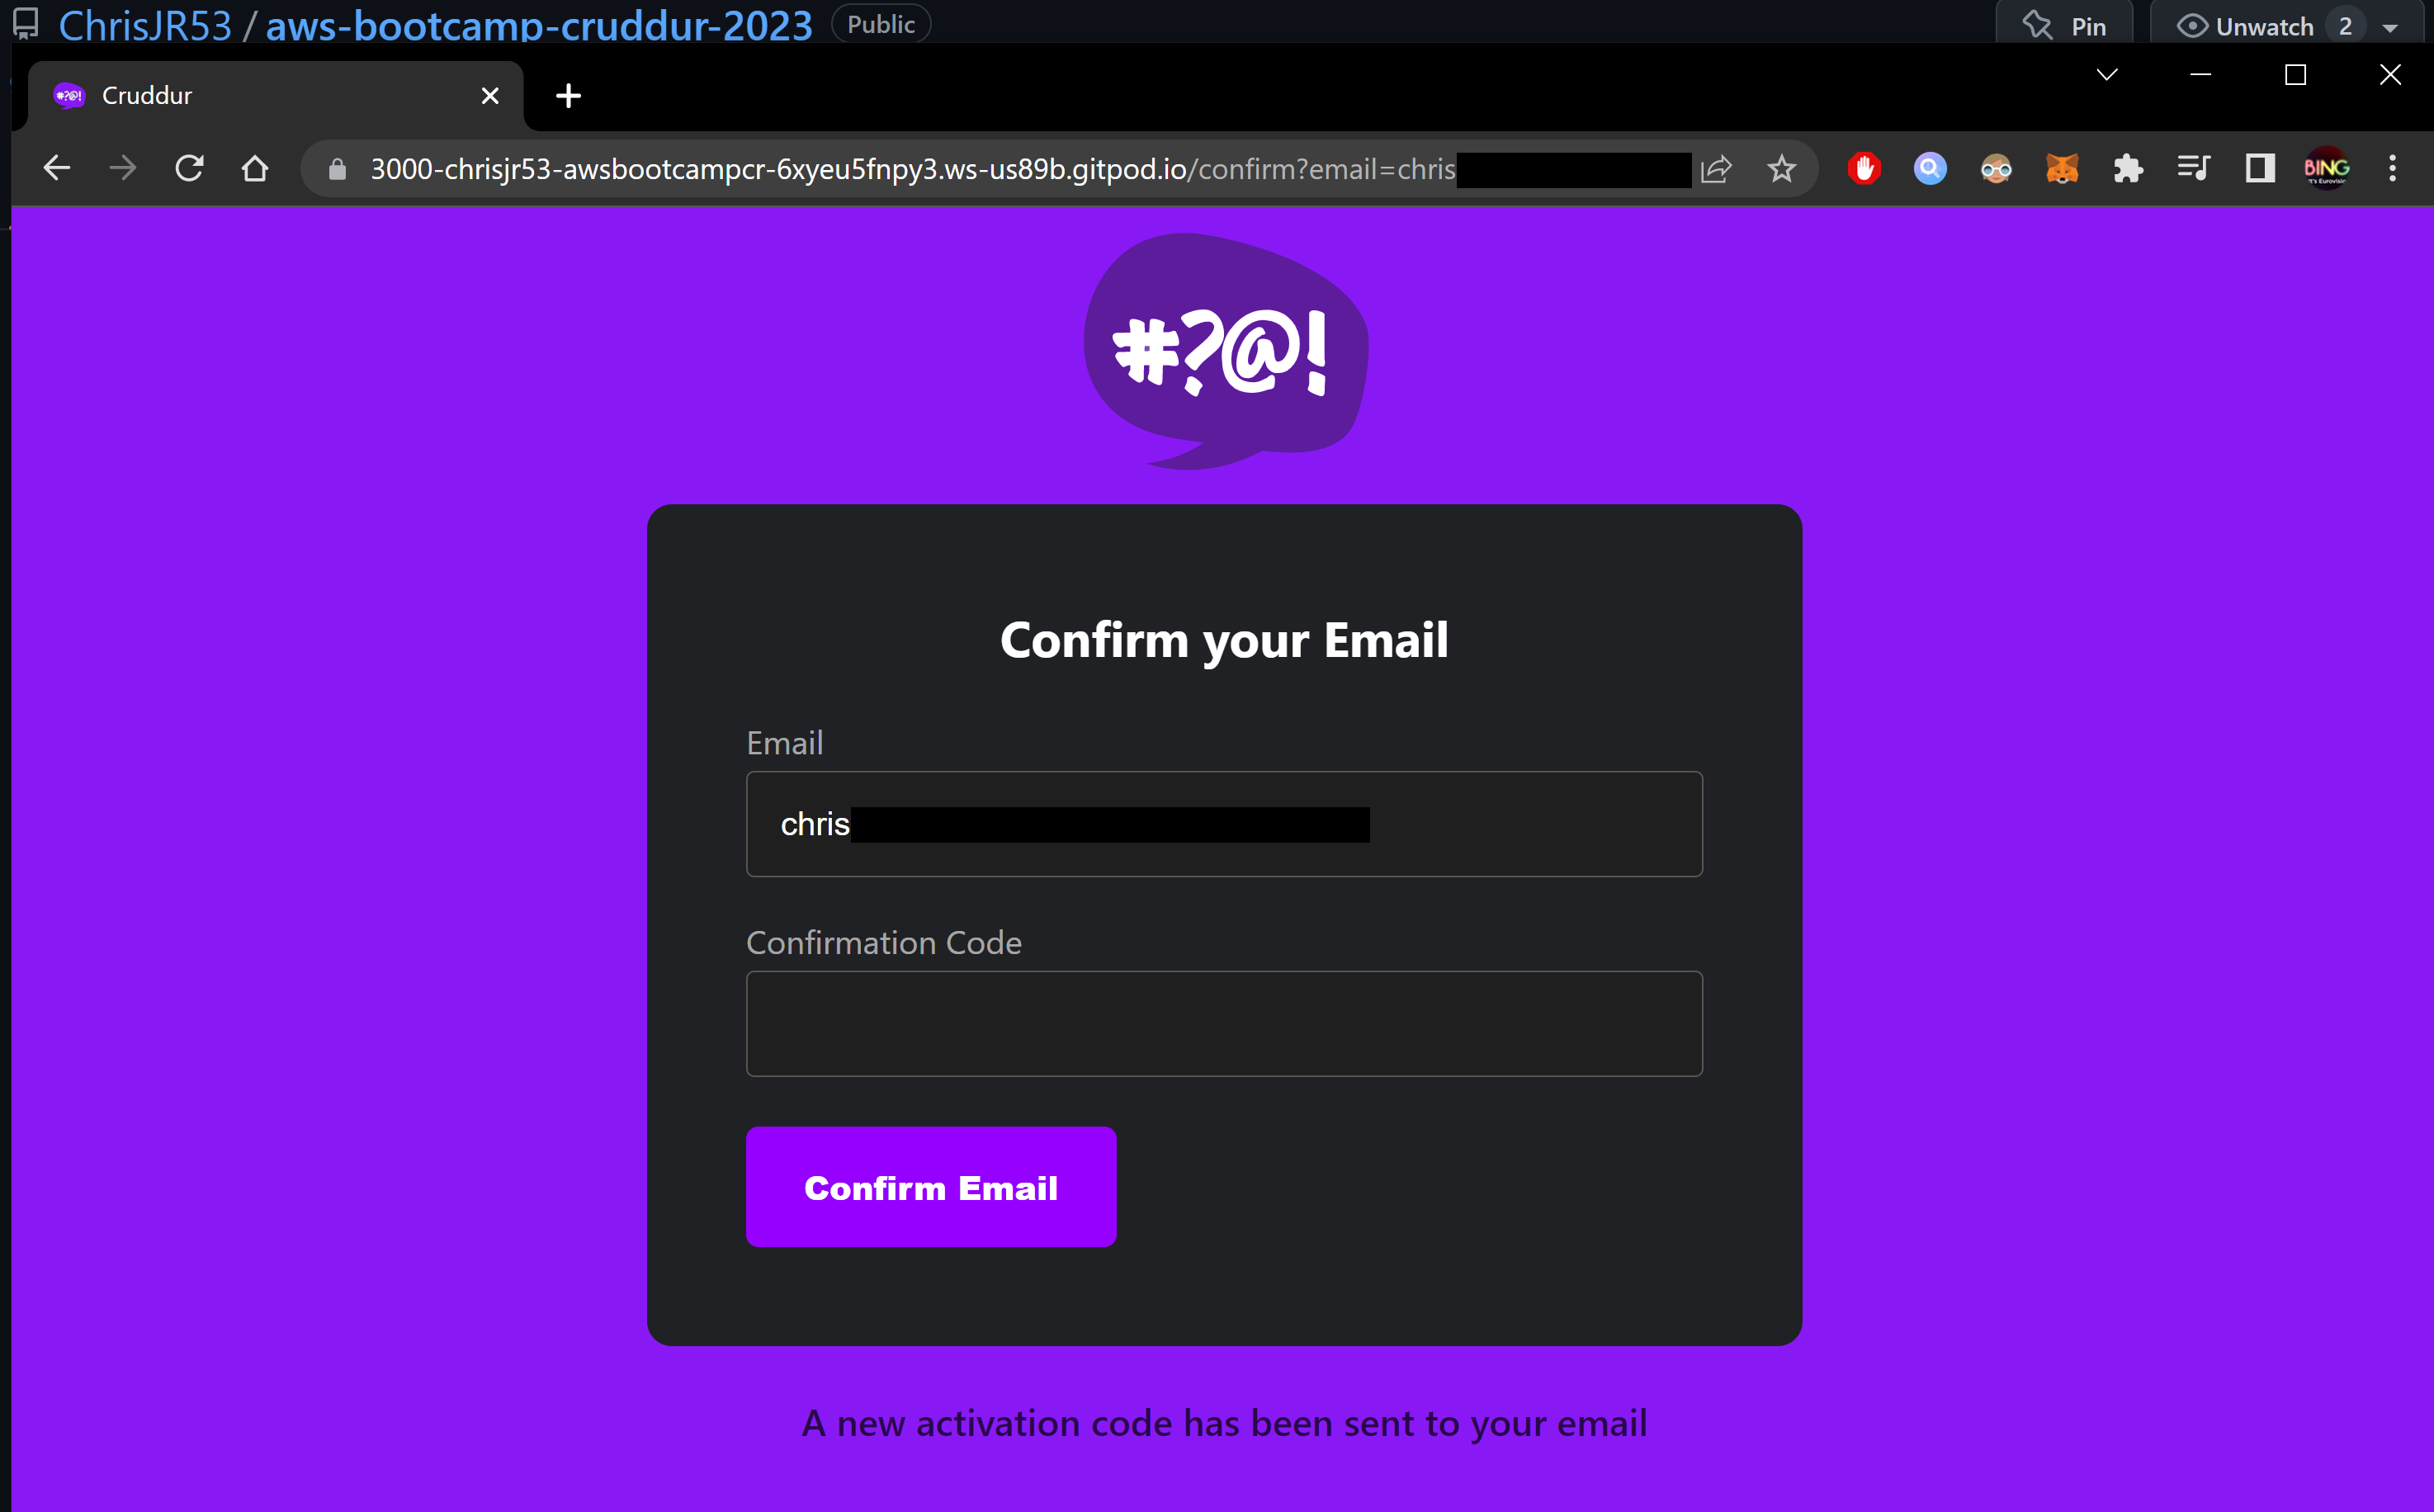 ChrisJR53 / aws-bootcamp-cruddur-2023 Public Pin Unwatch 2
#?@! Cruddur
3000-chrisjr53-awsbootcampcr-6xyeu5fnpy3.ws-us89b.gitpod.io/confirm?email=chris
BING
It's Eurovision
#?@!
Confirm your Email
Email
chris
Confirmation Code
Confirm Email
A new activation code has been sent to your email